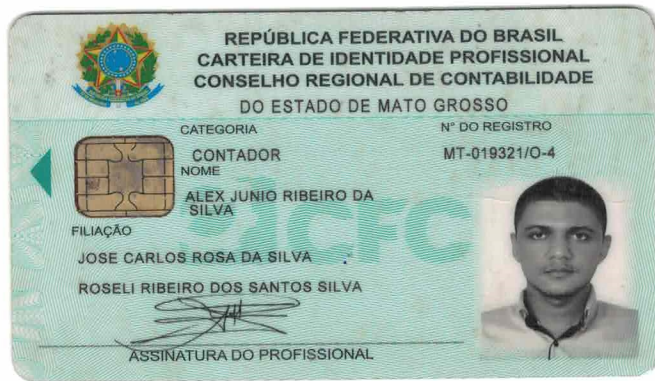 REPÚBLICA FEDERATIVA DO BRASIL
CARTEIRA DE IDENTIDADE PROFISSIONAL
CONSELHO REGIONAL DE CONTABILIDADE
DO ESTADO DE MATO GROSSO
CATEGORIA
Nº DO REGISTRO
CONTADOR
MT-019321/O-4
NOME
ALEX JUNIO RIBEIRO DA
SILVA
CFC
FILIAÇÃO
JOSE CARLOS ROSA DA SILVA
ROSELI RIBEIRO DOS SANTOS SILVA
ASSINATURA DO PROFISSIONAL